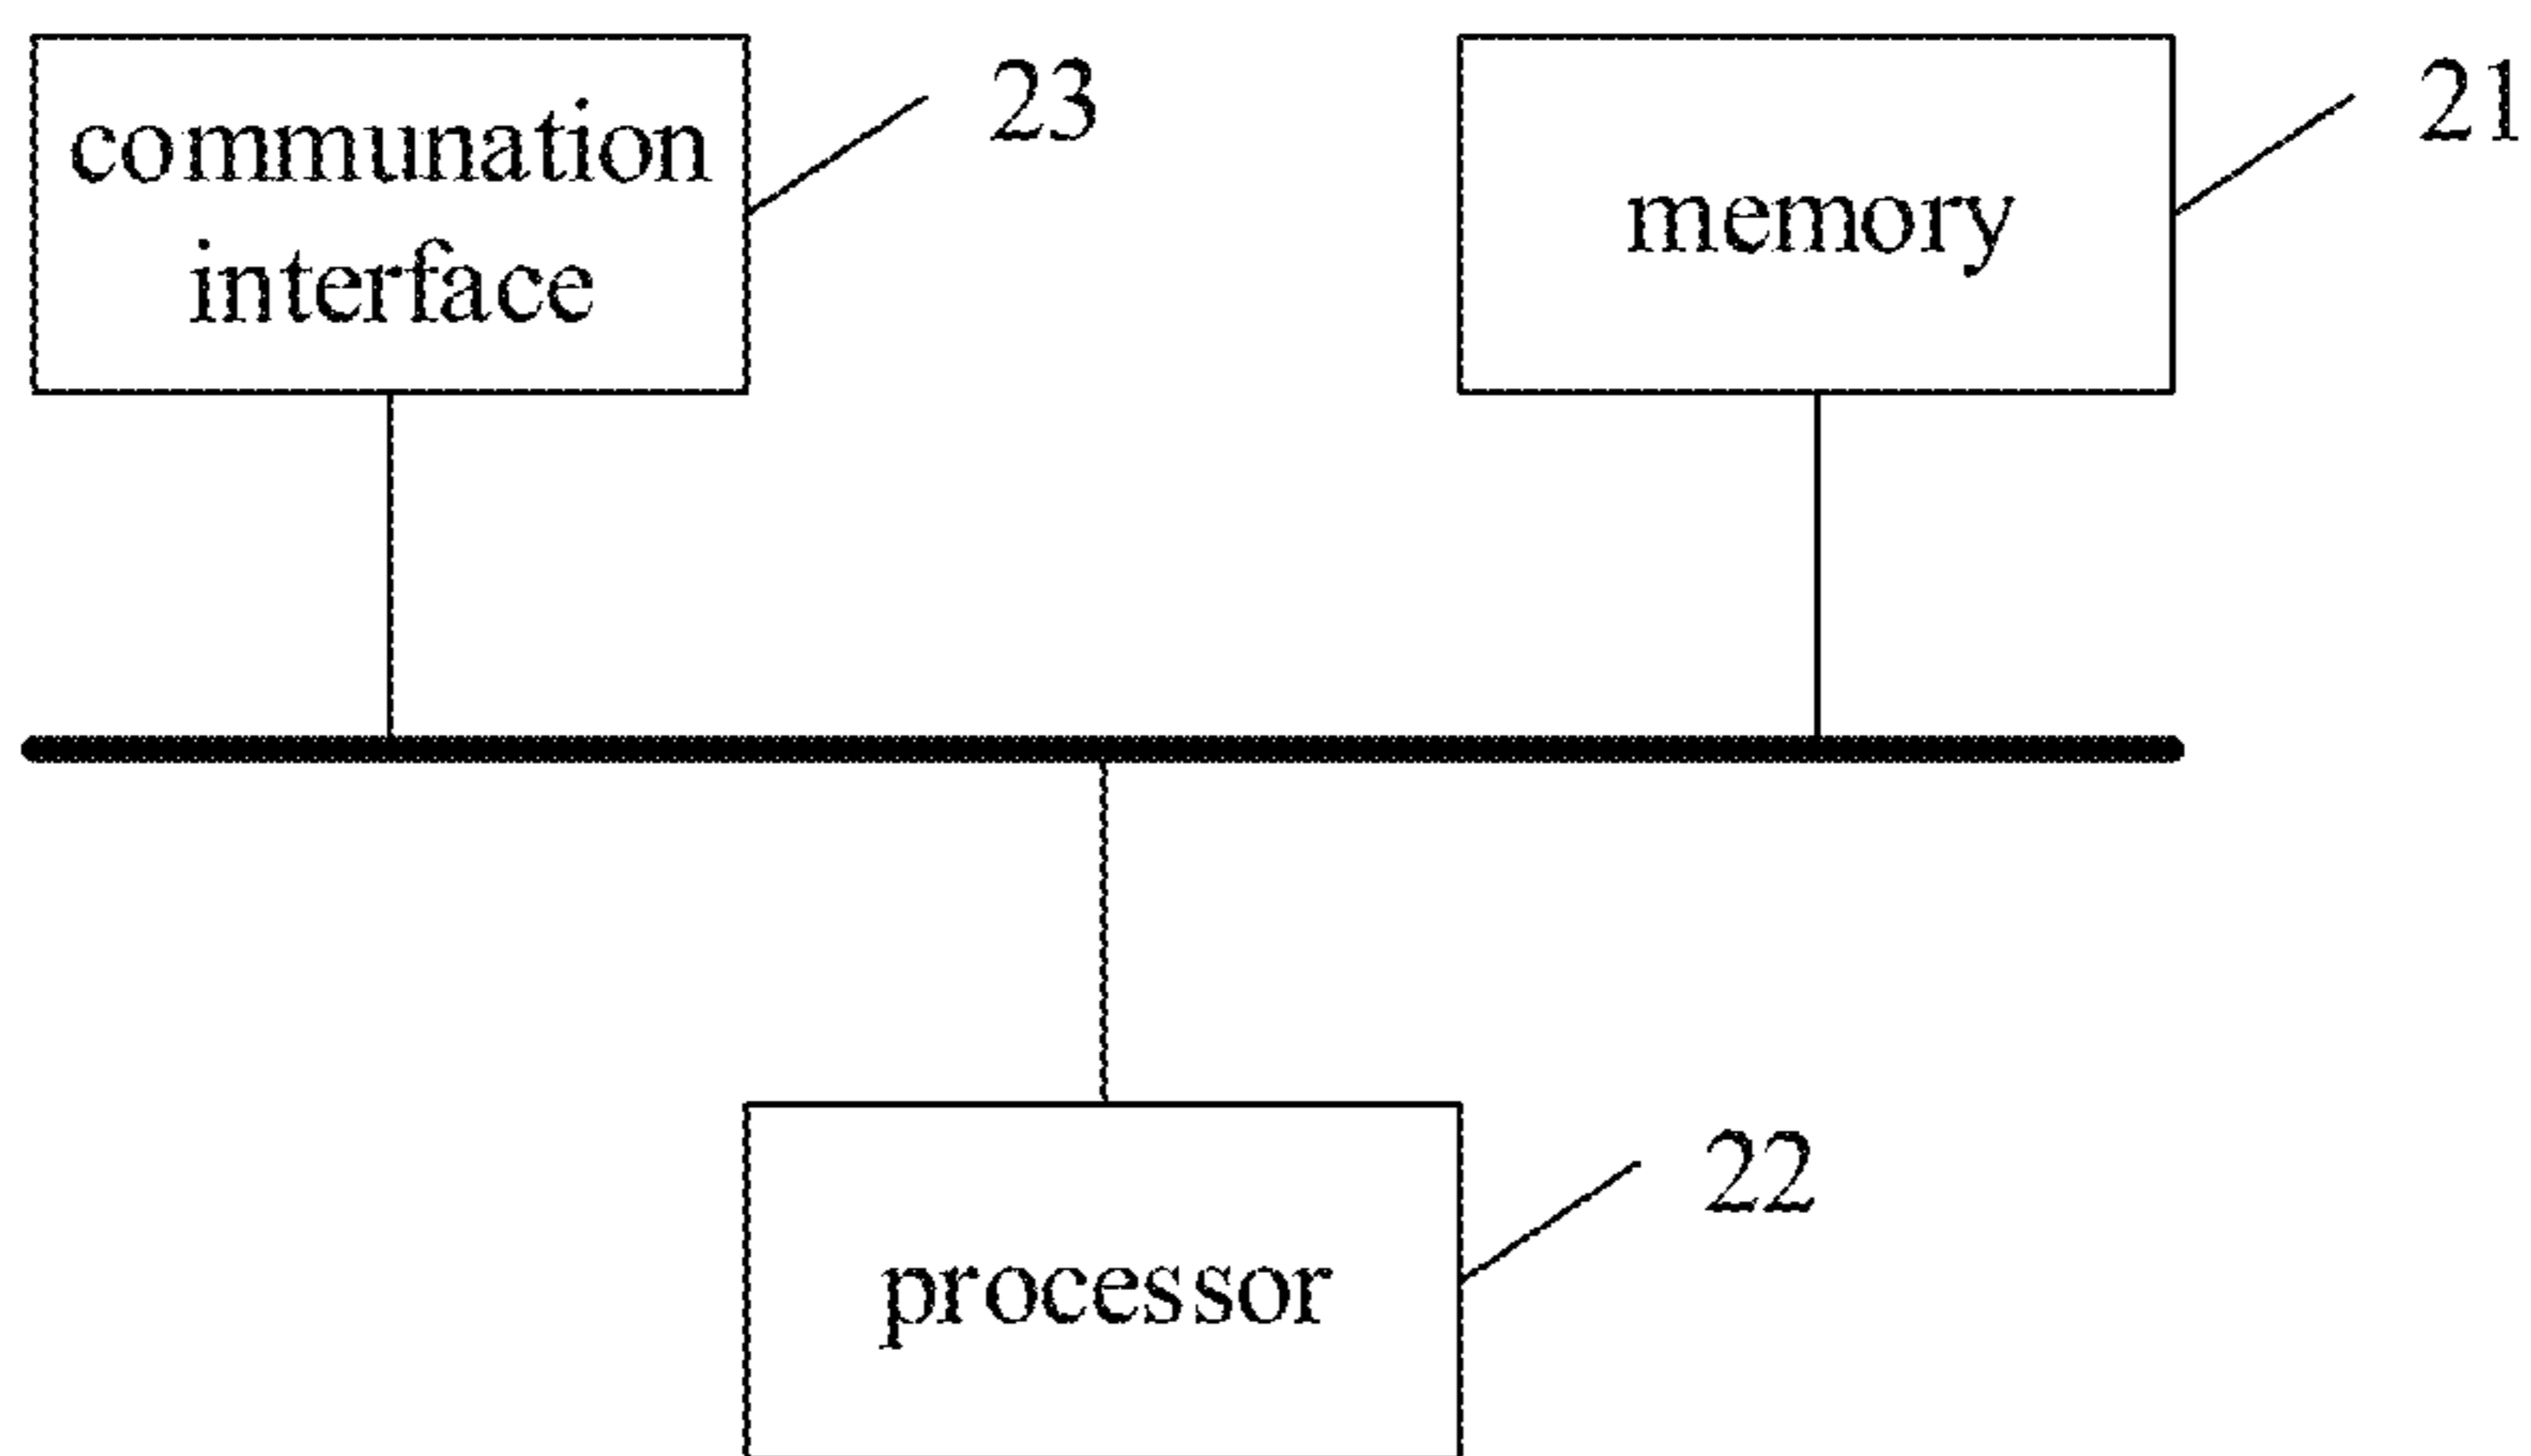 communation
interface
23
memory
21
processor
22